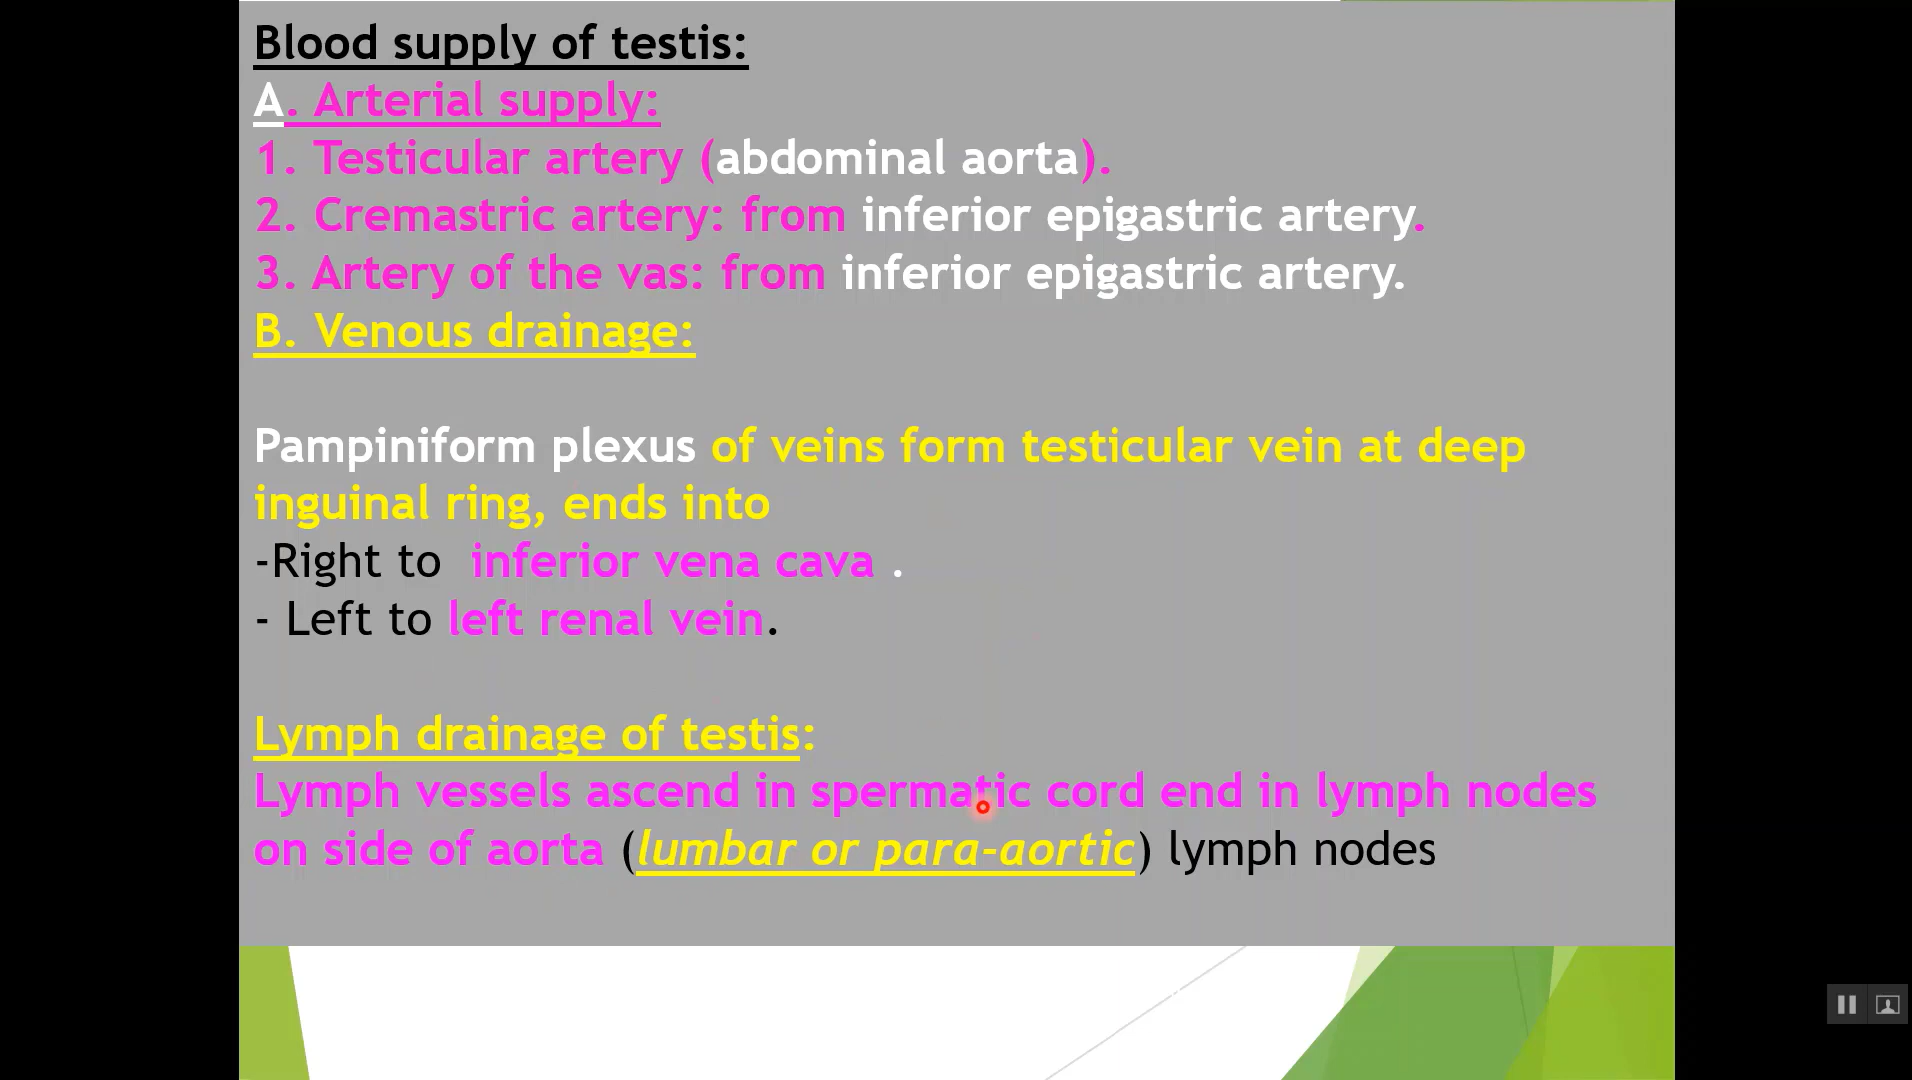 Blood supply of testis:
A. Arterial supply:
1. Testicular artery (abdominal aorta).
2. Cremastric artery: from inferior epigastric artery.
3. Artery of the vas: from inferior epigastric artery.
B. Venous drainage:
Pampiniform plexus of veins form testicular vein at deep
inguinal ring, ends into
-Right to  inferior vena cava .
- Left to left renal vein.
Lymph drainage of testis:
Lymph vessels ascend in spermatic cord end in lymph nodes
on side of aorta (lumbar or para-aortic) lymph nodes